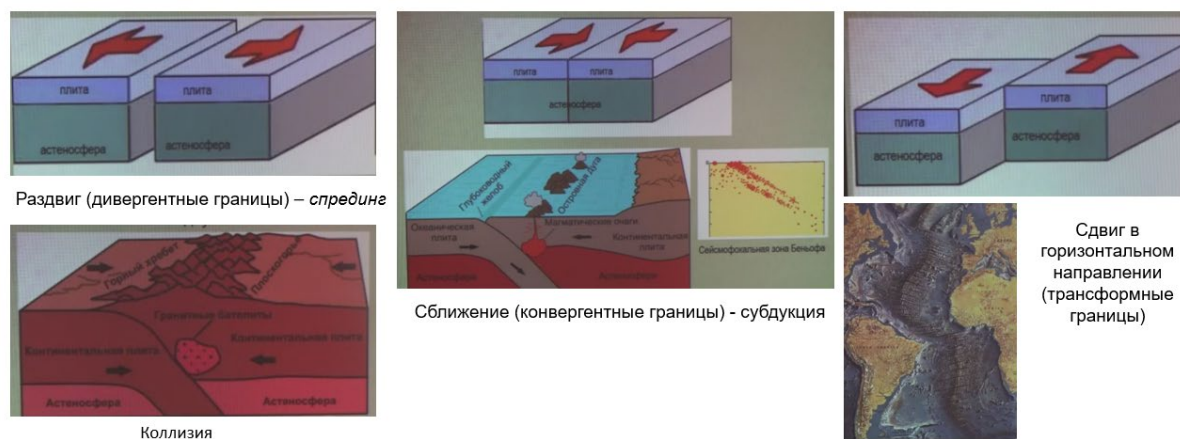 плита
плита
астеносфера
Раздвиг (дивергентные границы) – спрединг
Горный хребет
Плоскогорье
Гранитные батолиты
Континентальная плита
Континентальная плита
Астеносфера
Астеносфера
Коллизия
плита
плита
астеносфера
Глубоководный
жолоб
Островная дуга
Океаническая
плита
Магматические очаги
Континентальная
плита
Астеносфера
Астеносфера
Сейсмофокальная зона Беньофа
Сближение (конвергентные границы) - субдукция
плита
плита
астеносфера
астеносфера
Сдвиг в
горизонтальном
направлении
(трансформные
границы)